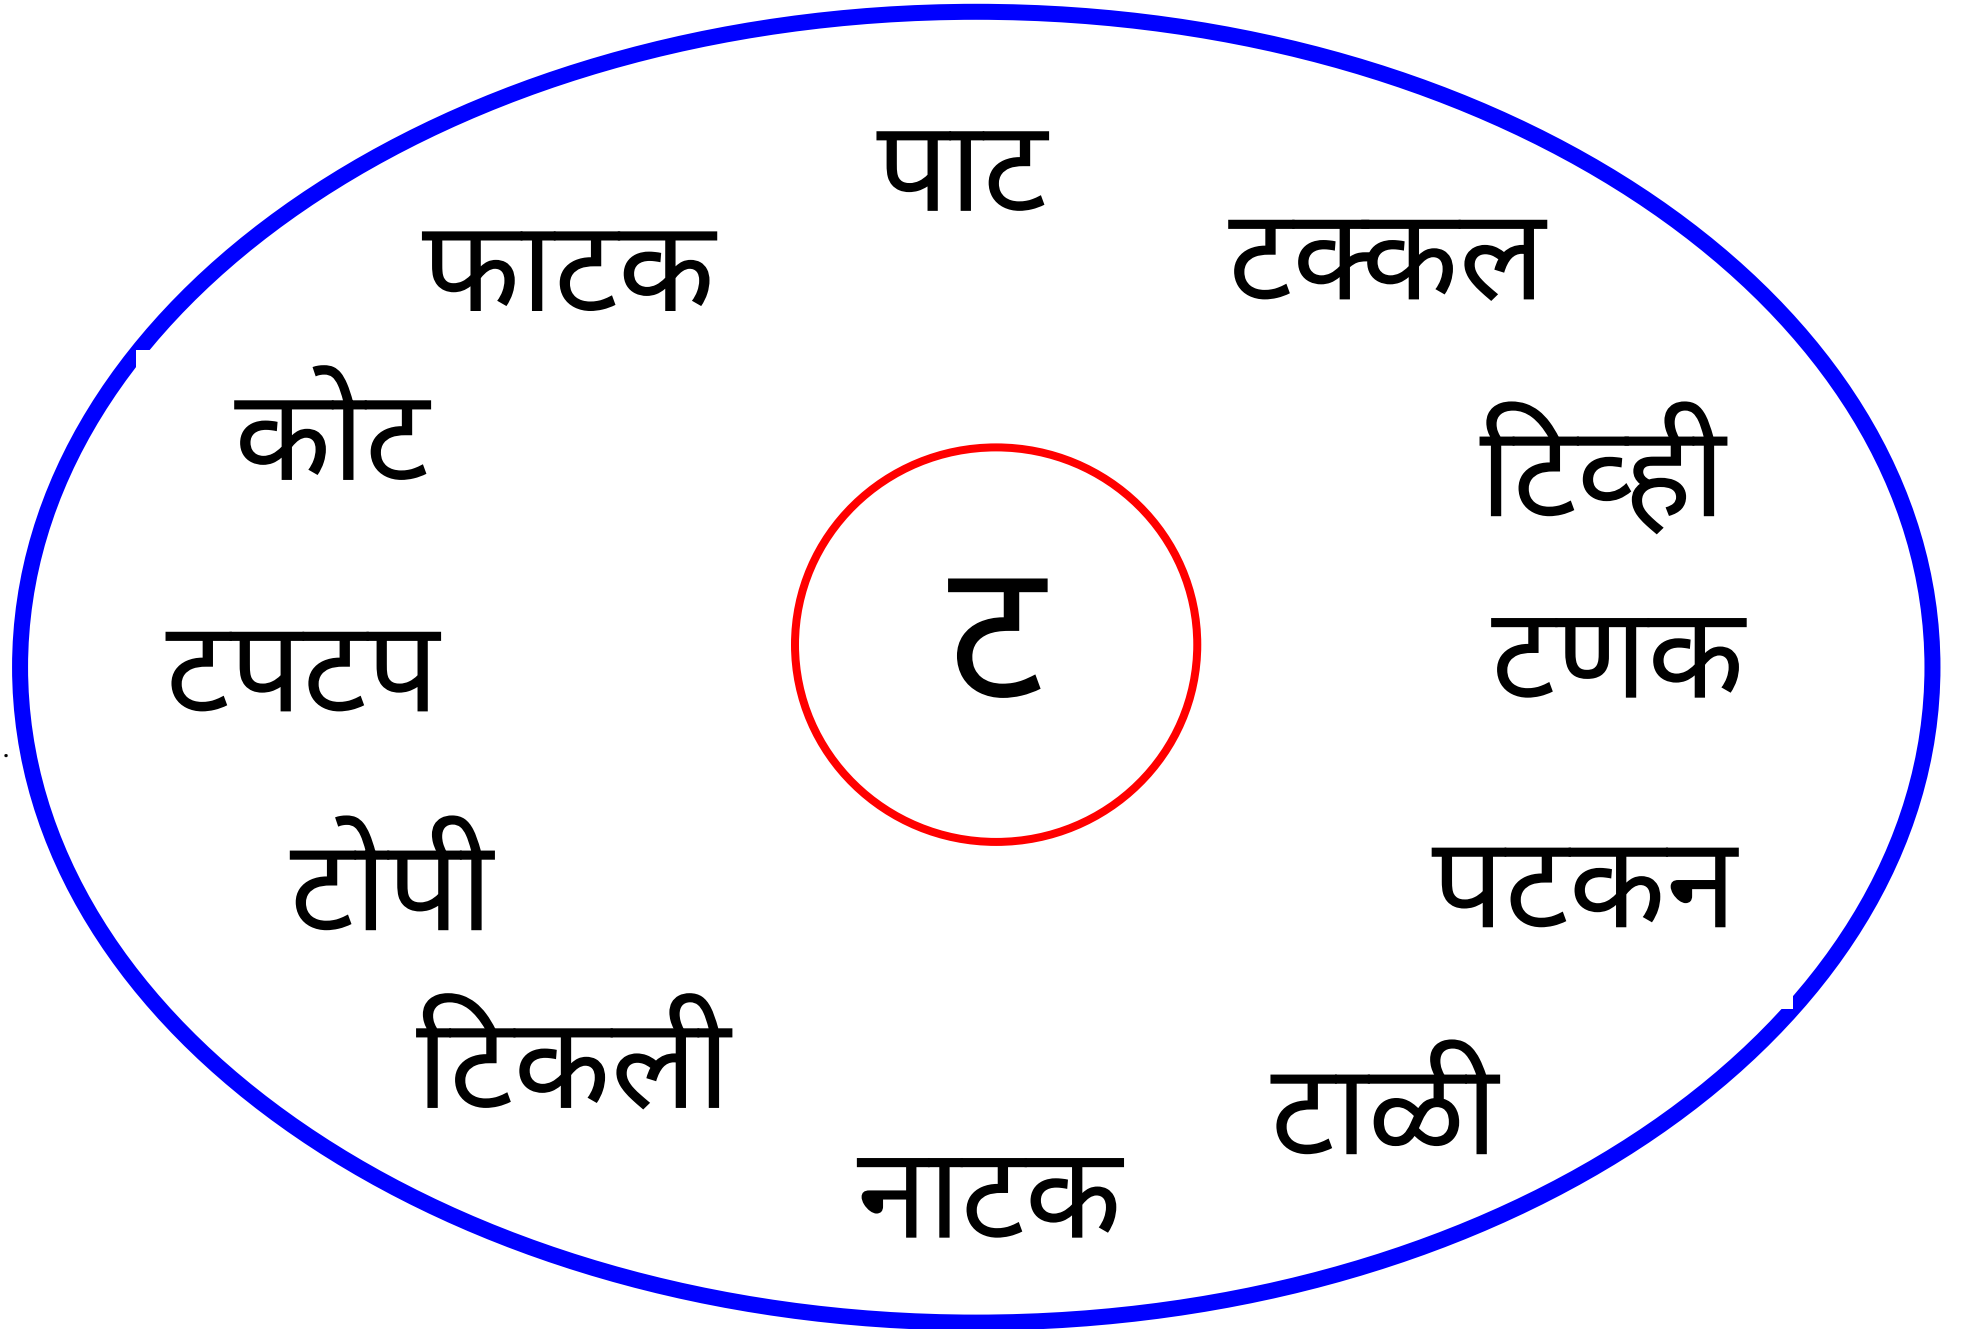 पाट
टक्कल
फाटक
कोट
टिव्ही
ट
टणक
टपटप
पटकन
टोपी
टिकली
टाळी
नाटक